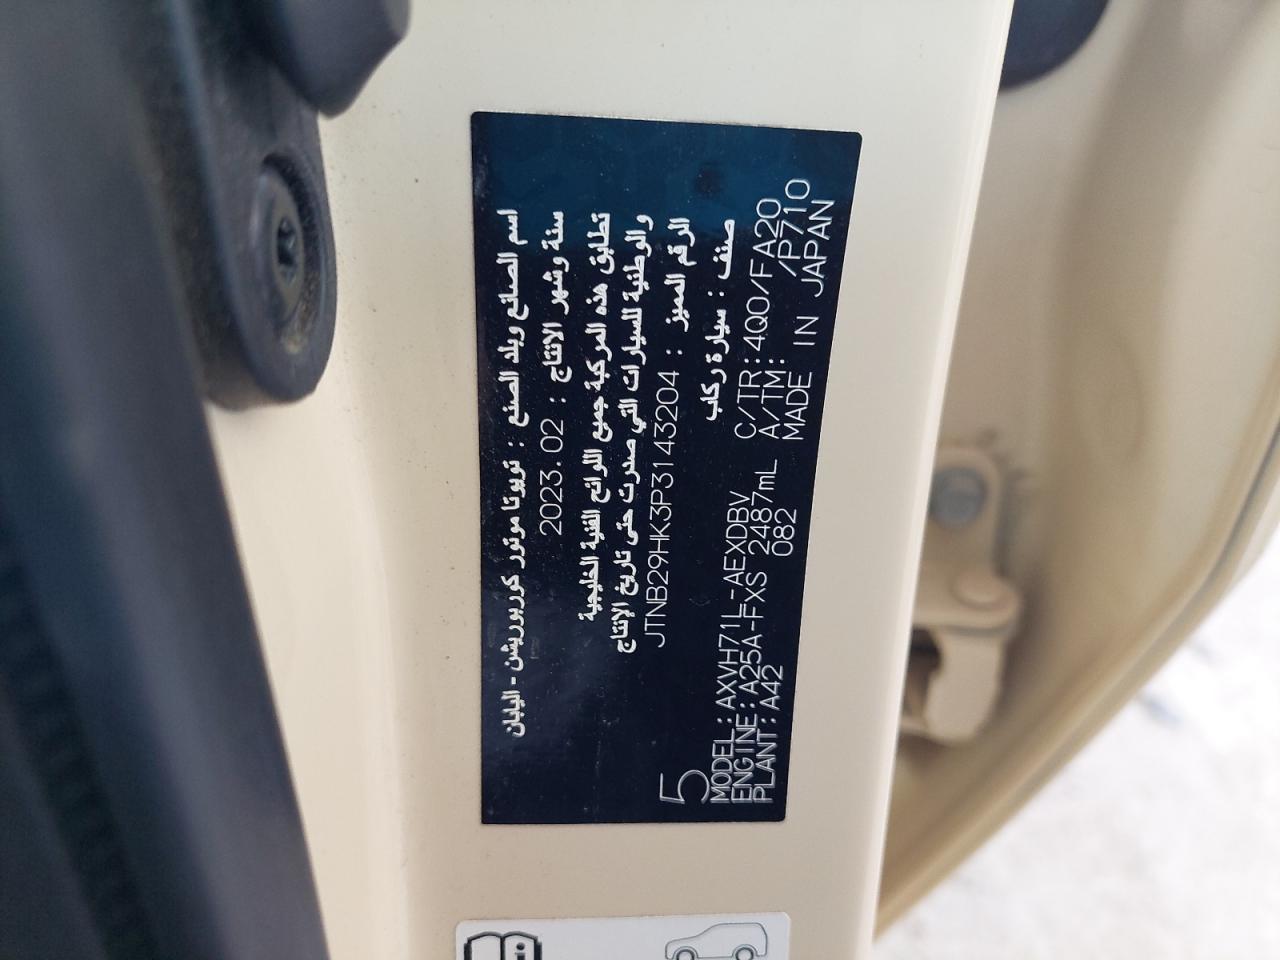 اسم الصانع وبلد الصنع : تويوتا موتور كوربوريشن - اليابان
سنة وشهر الانتاج : 2023.02
تطابق هذه المركبة جميع اللوائح الفنية الخليجية
والوطنية للسيارات التي صدرت حتى تاريخ الإنتاج
الرقم المميز : JTNB29HK3P3143204
صنف : سيارة ركاب
5
MODEL:AXVH71L-AEXDBV C/TR:4Q0/FA20
ENGINE:A25A-FXS 2487mL A/TM: /P710
PLANT:A42 082 MADE IN JAPAN
i